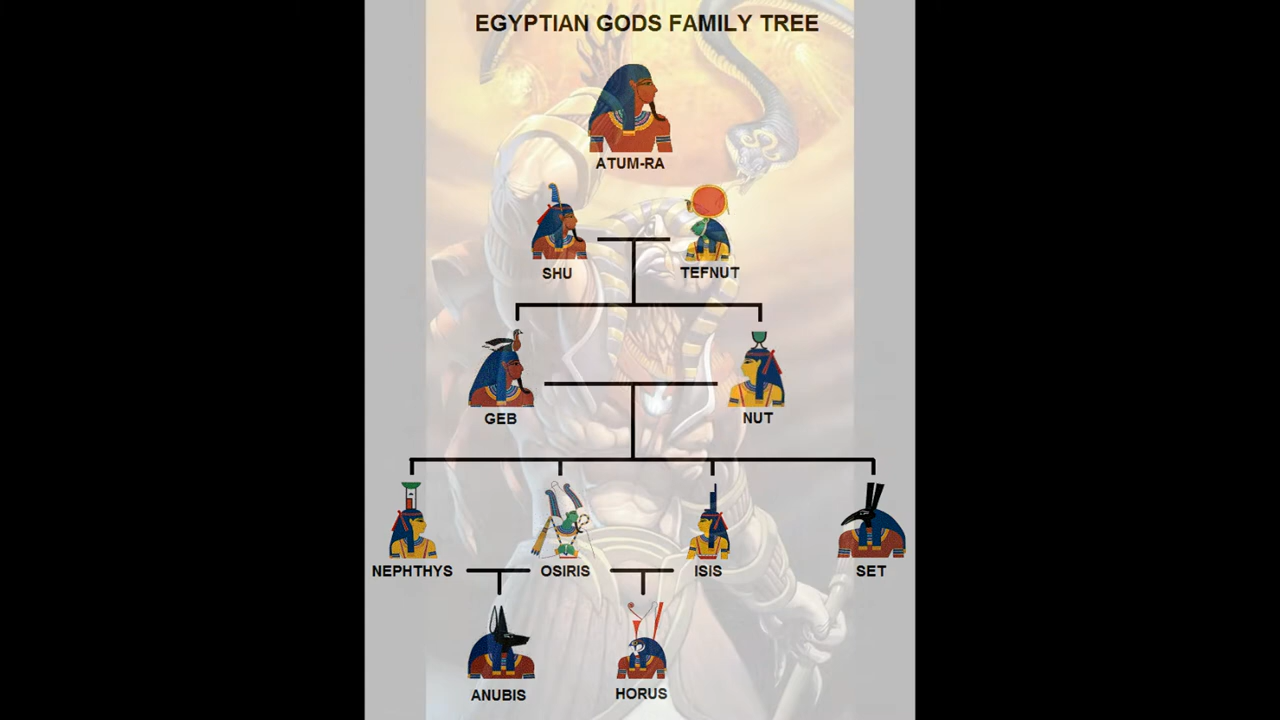 EGYPTIAN GODS FAMILY TREE
ATUM-RA
SHU
TEFNUT
GEB
NUT
NEPHTHYS
OSIRIS
ISIS
SET
ANUBIS
HORUS